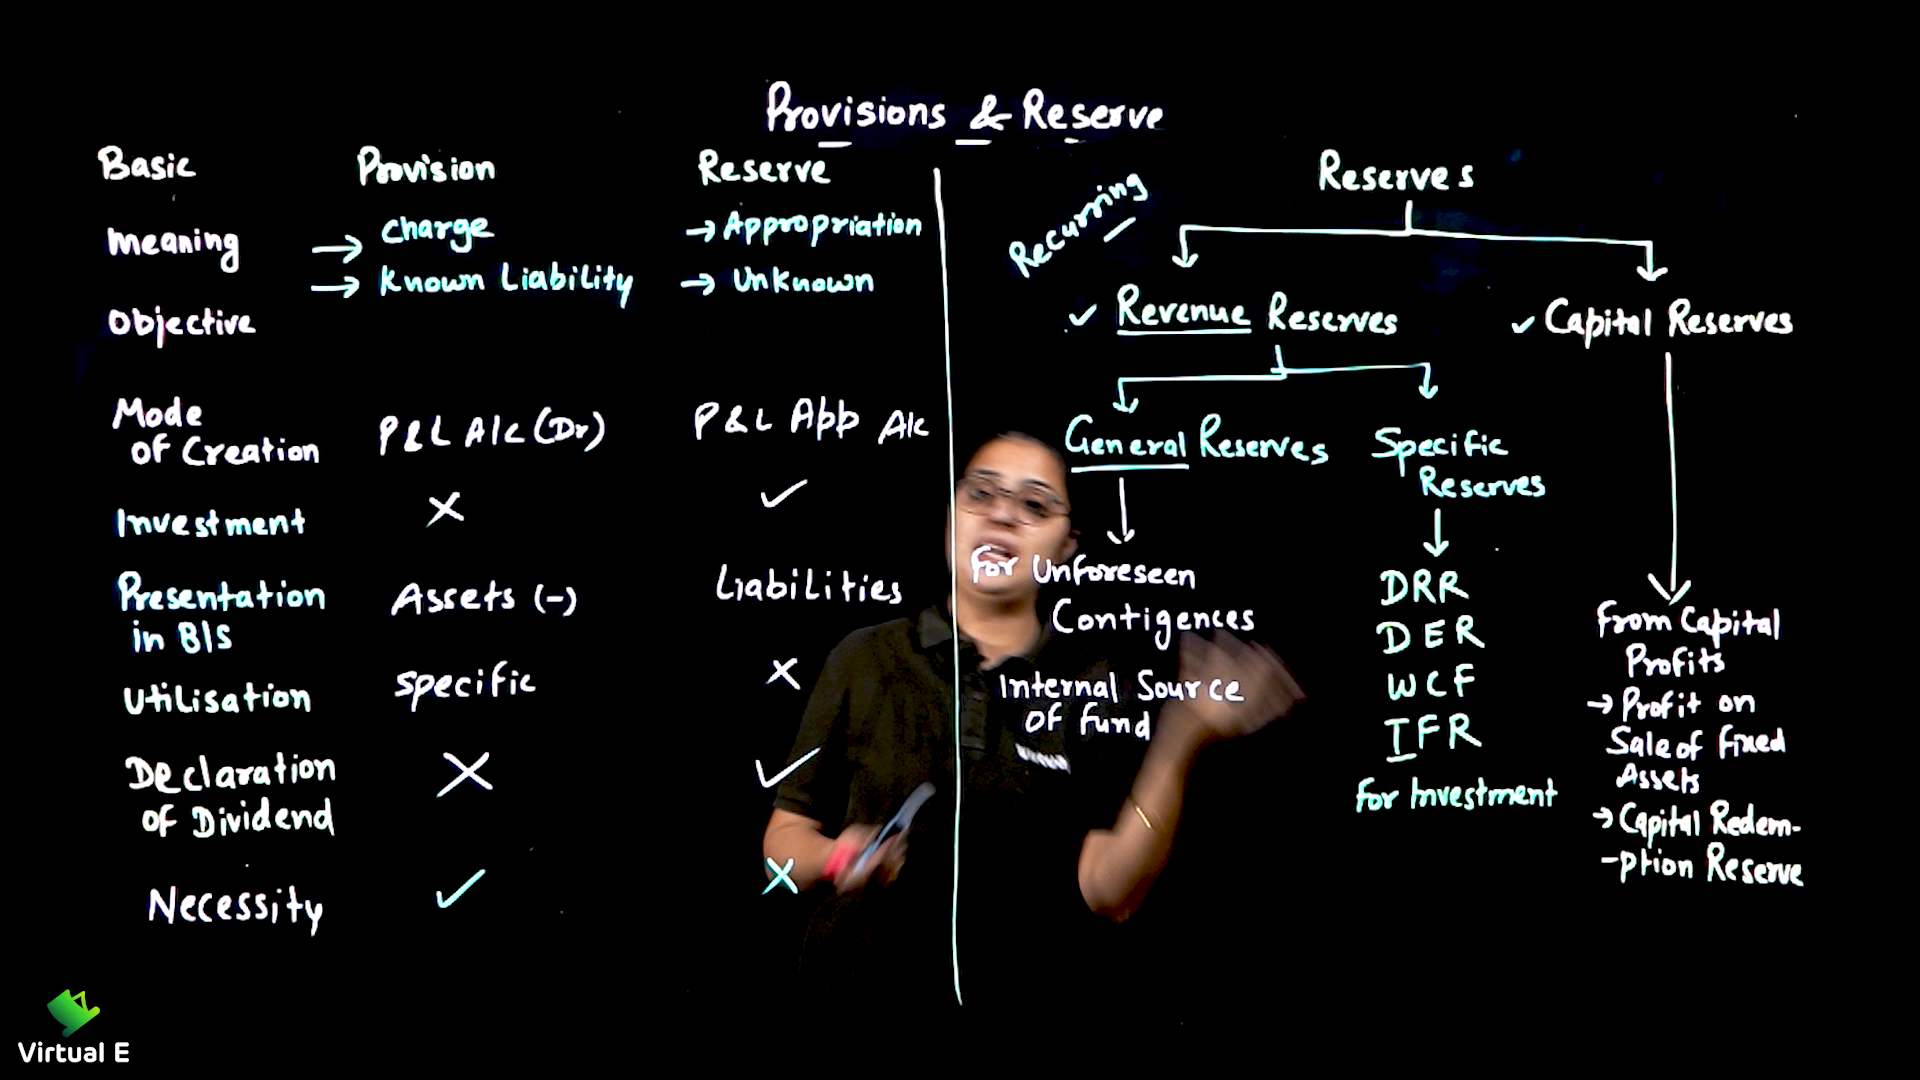 Provisions & Reserve
Basic Provision Reserve
Meaning → Charge → Appropriation
→ Known Liability → Unknown
Objective
Mode of Creation P&L A/c (Dr) P & L App A/c
Investment ✗ ✓
Presentation in B/S Assets (-) Liabilities
Utilisation Specific ✗
Declaration of Dividend ✗ ✓
Necessity ✓ ✗
Reserves
Recurring
✓ Revenue Reserves
✓ Capital Reserves
General Reserves
For Unforeseen
Contigences
Internal Source
of fund
Specific
Reserves
DRR
DER
WCF
IFR
For Investment
From Capital
Profits
→ Profit on
Sale of Fixed
Assets
→ Capital Redem-
-ption Reserve
Virtual E